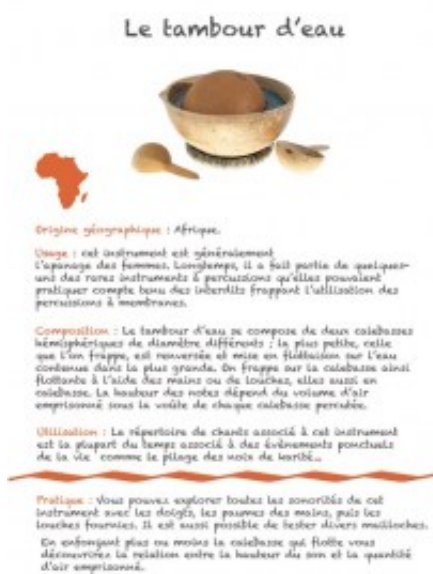 Le tambour d'eau
Origine géographique : Afrique.
Usage : cet instrument est généralement
l'apanage des femmes. Longtemps, il a fait partie de quelques-
uns des rares instruments à percussions qu'elles pouvaient
pratiquer compte tenu des interdits frappant l'utilisation des
percussions à membranes.
Composition : Le tambour d'eau se compose de deux calebasses
hémisphériques de diamètre différents ; la plus petite, celle
que l'on frappe, est renversée et mise en flottaison sur l'eau
contenue dans la plus grande. On frappe sur la calebasse ainsi
flottante à l'aide des mains ou de louches, elles aussi en
calebasse. La hauteur des notes dépend du volume d'air
emprisonné sous la voûte de chaque calebasse percutée.
Utilisation : Le répertoire de chants associé à cet instrument
est la plupart du temps associé à des événements ponctuels
de la vie comme le pilage des noix de karité...
Pratique : Vous pouvez explorer toutes les sonorités de cet
instrument avec les doigts, les paumes des mains, puis les
louches fournies. Il est aussi possible de tester divers mailloches.
En enfonçant plus ou moins la calebasse qui flotte vous
découvrirez la relation entre la hauteur du son et la quantité
d'air emprisonné.